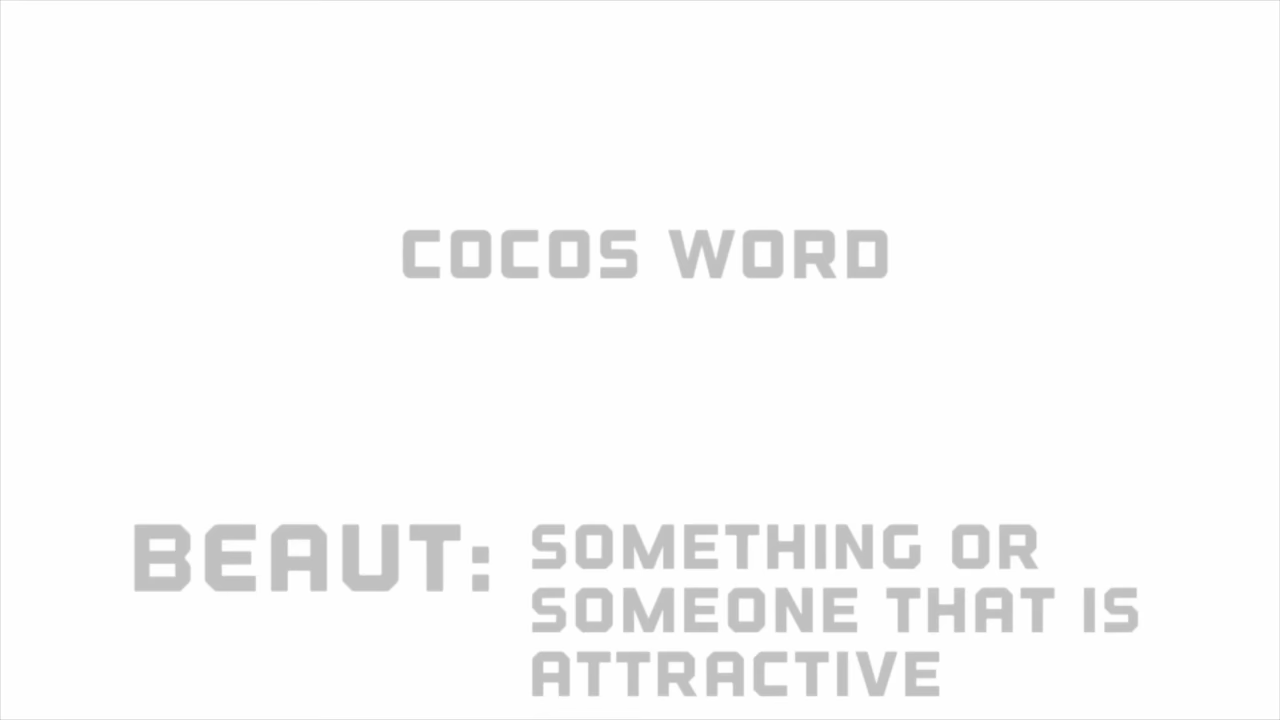 COCOS WORD
BEAUT: SOMETHING OR
SOMEONE THAT IS
ATTRACTIVE